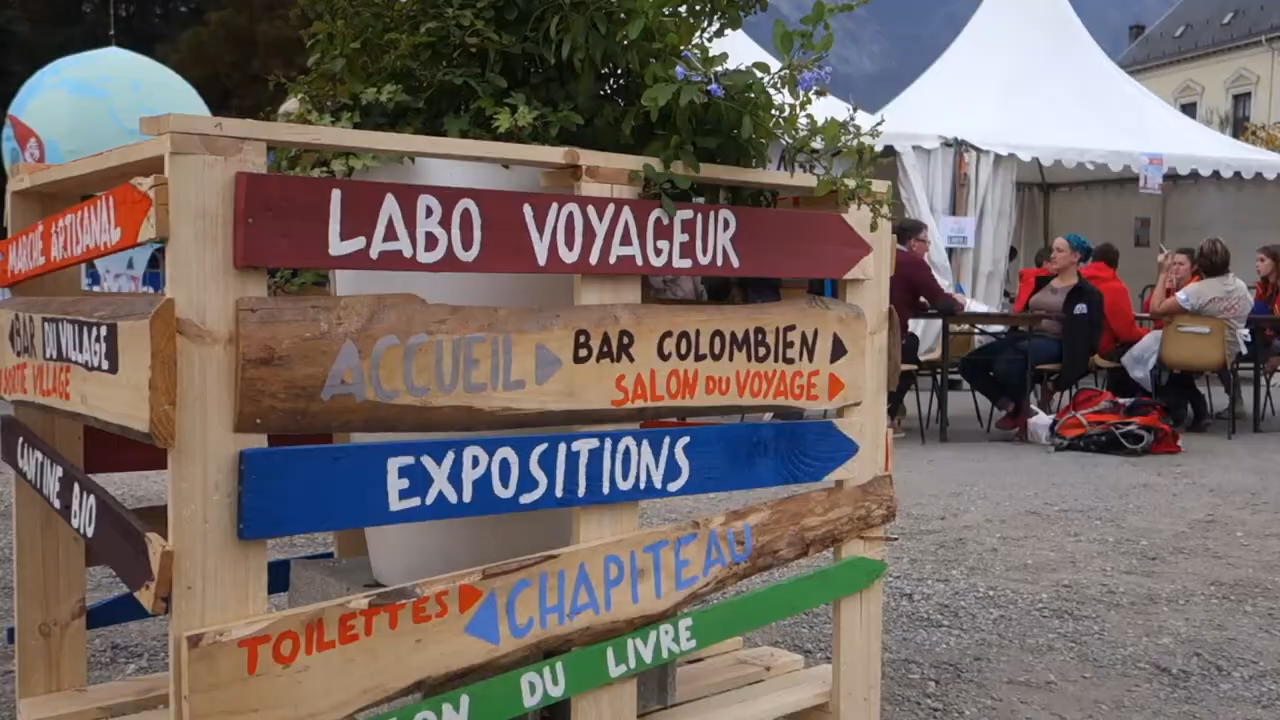 MARCHÉ ARTISANAL
BAR DU VILLAGE
SORTIE VILLAGE
CANTINE BIO
LABO VOYAGEUR
ACCUEIL
BAR COLOMBIEN
SALON DU VOYAGE
EXPOSITIONS
TOILETTES
CHAPITEAU
DU LIVRE